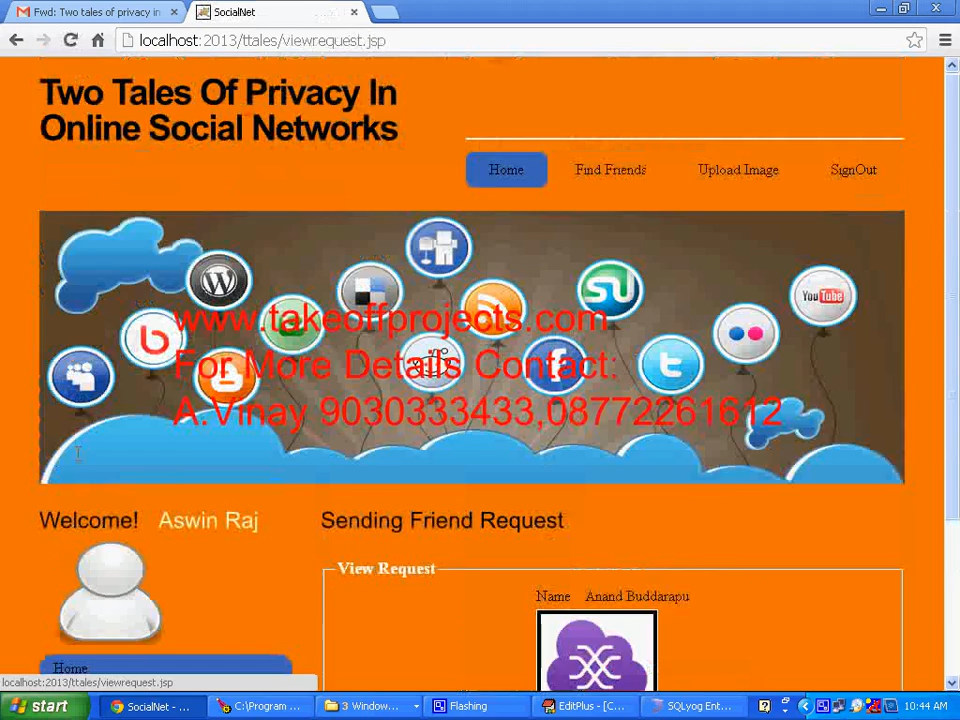 Fwd: Two tales of privacy in
SocialNet
localhost:2013/ttales/viewrequest.jsp
Two Tales Of Privacy In
Online Social Networks
Home
Find Friends
Upload Image
SignOut
You Tube
www.takeoffprojects.com
For More Details Contact:
A.Vinay 9030333433,08772261612
Welcome! Aswin Raj
Sending Friend Request
View Request
Name Anand Buddarapu
Home
localhost:2013/ttales/viewrequest.jsp
start
SocialNet - ...
C:\Program ...
3 Window...
Flashing
EditPlus - [C...
SQLyog Ent...
10:44 AM